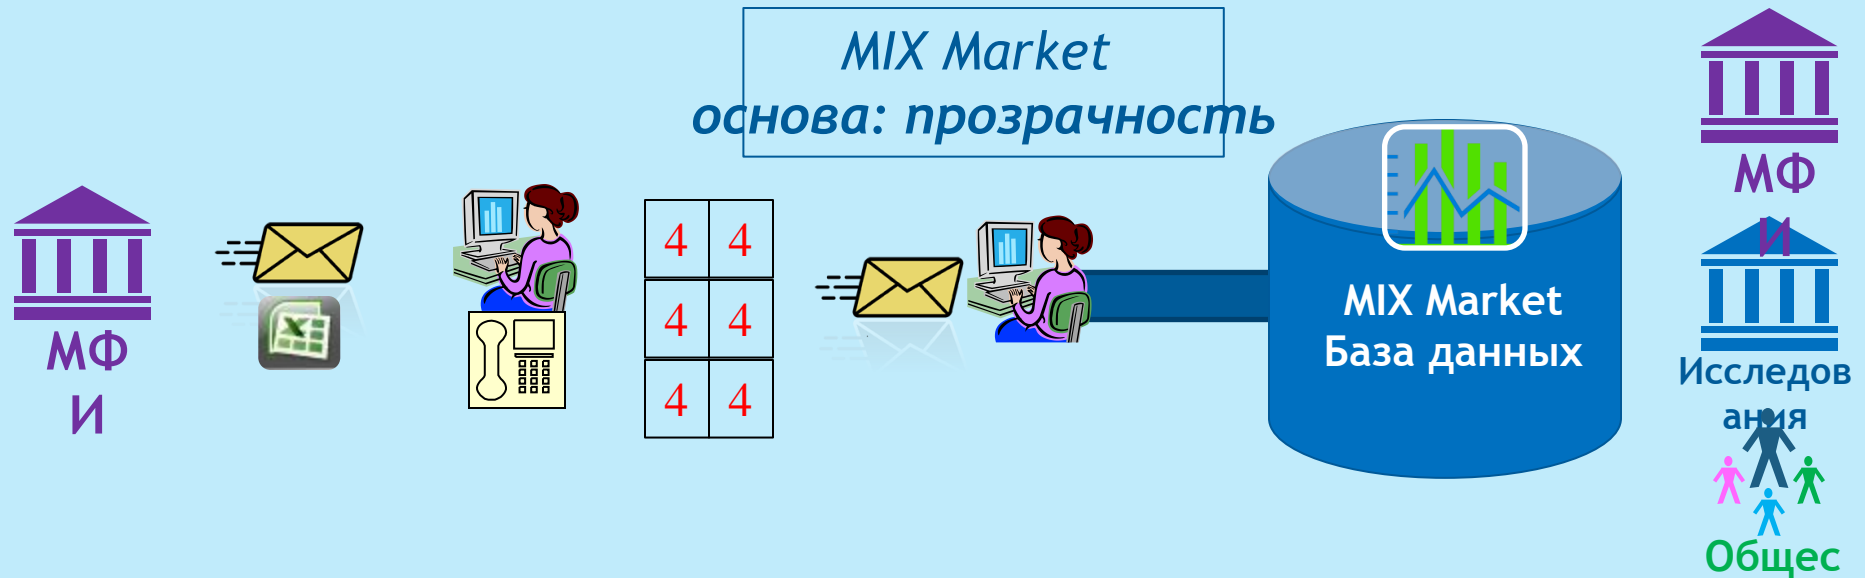 MIX Market
основа: прозрачность
МФ
И
4 4
4 4
4 4
MIX Market
База данных
МФ
И
Исследов
ания
Общес